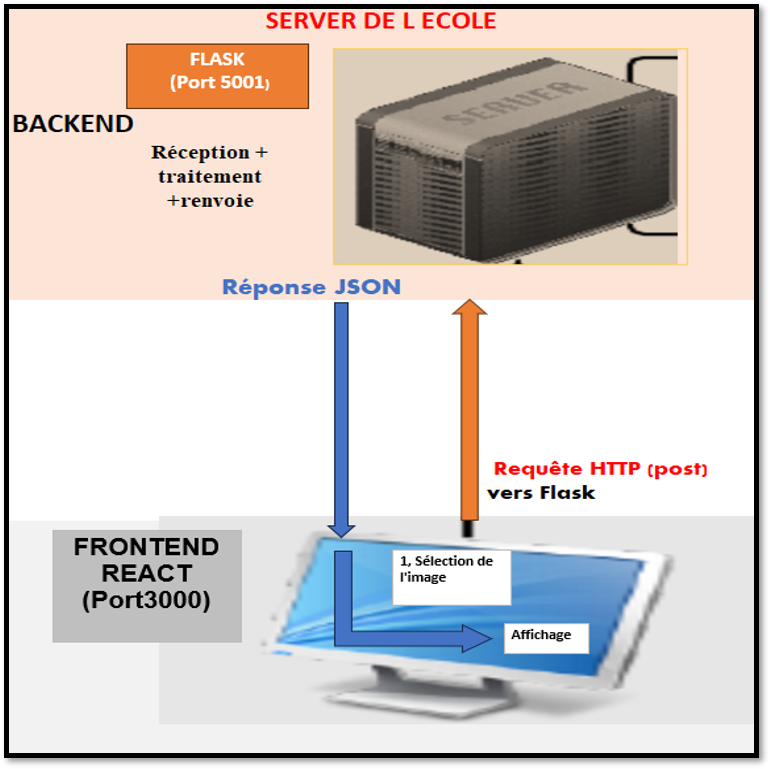 SERVER DE L ECOLE
FLASK
(Port 5001)
BACKEND
SERVER
Réception +
traitement
+renvoie
Réponse JSON
Requête HTTP (post)
vers Flask
FRONTEND
REACT
(Port3000)
1, Sélection de
l'image
Affichage